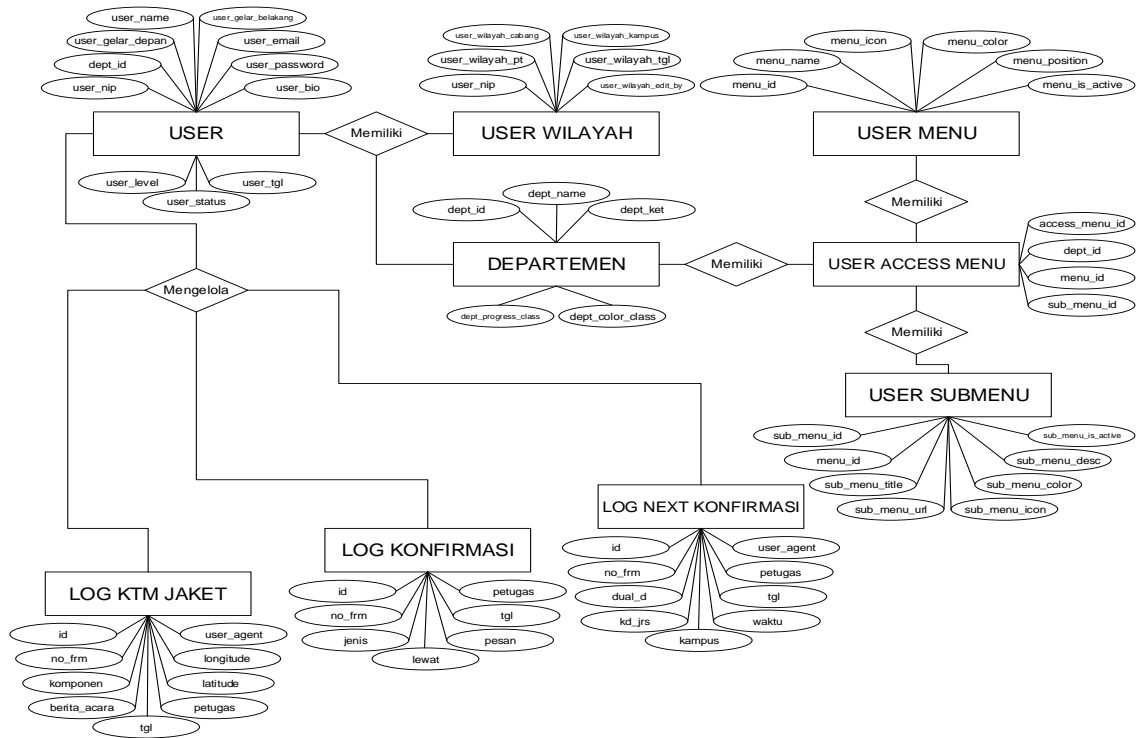 user_name
user_gelar_belakang
user_gelar_depan
user_email
dept_id
user_password
user_nip
user_bio
USER
user_level
user_tgl
user_status
Memiliki
user_wilayah_cabang
user_wilayah_kampus
user_wilayah_pt
user_wilayah_tgl
user_nip
user_wilayah_edit_by
USER WILAYAH
menu_icon
menu_color
menu_name
menu_position
menu_id
menu_is_active
USER MENU
Memiliki
dept_name
dept_id
dept_ket
DEPARTEMEN
dept_progress_class
dept_color_class
Memiliki
USER ACCESS MENU
access_menu_id
dept_id
menu_id
sub_menu_id
Memiliki
USER SUBMENU
sub_menu_id
sub_menu_is_active
menu_id
sub_menu_desc
sub_menu_title
sub_menu_color
sub_menu_url
sub_menu_icon
Mengelola
LOG NEXT KONFIRMASI
id
user_agent
no_frm
petugas
dual_d
tgl
kd_jrs
waktu
kampus
LOG KONFIRMASI
id
petugas
no_frm
tgl
jenis
pesan
lewat
LOG KTM JAKET
id
user_agent
no_frm
longitude
komponen
latitude
berita_acara
petugas
tgl